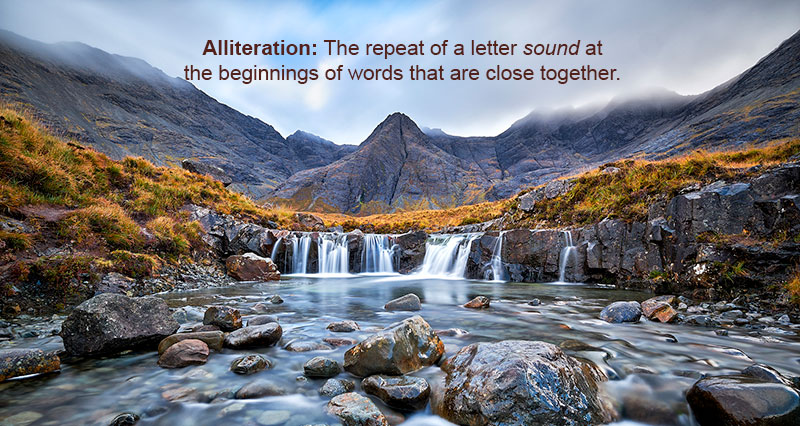 Alliteration: The repeat of a letter sound at
the beginnings of words that are close together.